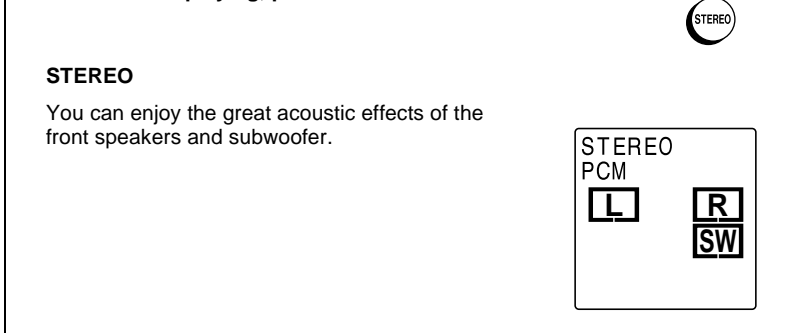 STEREO
STEREO
You can enjoy the great acoustic effects of the
front speakers and subwoofer.
STEREO
PCM
L R
SW